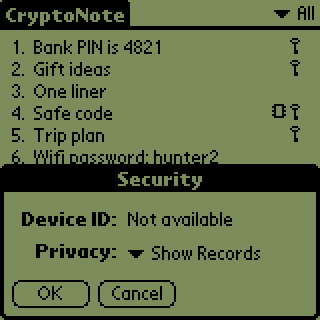 CryptoNote ▼ All
1. Bank PIN is 4821
2. Gift ideas
3. One liner
4. Safe code
5. Trip plan
6. Wifi password: hunter2
Security
Device ID: Not available
Privacy: ▼ Show Records
OK Cancel